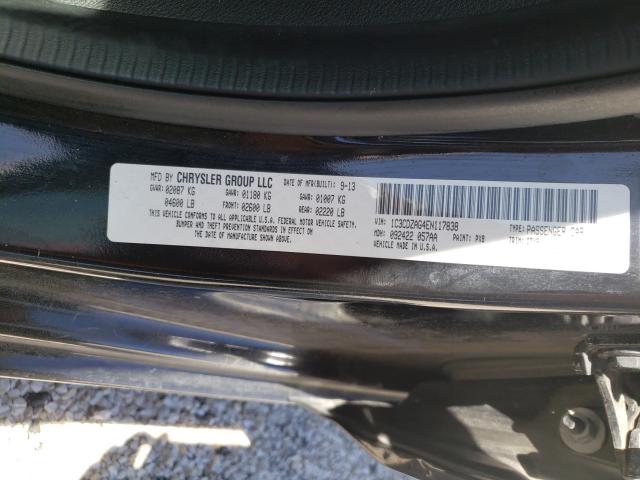 MFD BY CHRYSLER GROUP LLC DATE OF MFR(BUILT): 9-13
GVWR: 02087 KG GAWR: 01180 KG GAWR: 01007 KG
04600 LB FRONT: 02600 LB REAR: 02220 LB
THIS VEHICLE CONFORMS TO ALL APPLICABLE U.S.A. FEDERAL MOTOR VEHICLE SAFETY,
BUMPER AND THEFT PREVENTION STANDARDS IN EFFECT ON THE
DATE OF MANUFACTURE SHOWN ABOVE.
VIN: 1C3CDZAG4EN117838 TYPE: PASSENGER CAR
MDH: 092422 057AA PAINT: PXB TRIM:
VEHICLE MADE IN U.S.A.